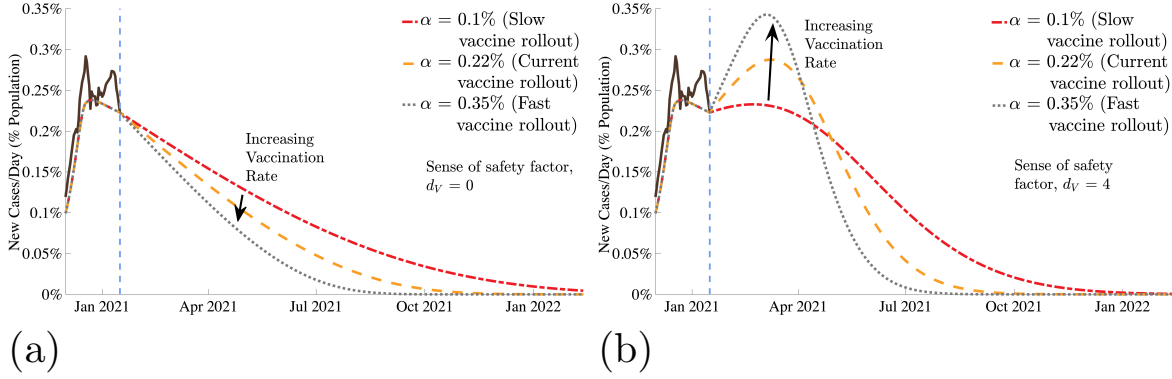 0.35%
0.3%
0.25%
0.2%
0.15%
0.1%
0.05%
0%
New Cases/Day (% Population)
Jan 2021
Apr 2021
Jul 2021
Oct 2021
Jan 2022
α = 0.1% (Slow
vaccine rollout)
α = 0.22% (Current
vaccine rollout)
α = 0.35% (Fast
vaccine rollout)
Increasing
Vaccination
Rate
Sense of safety factor,
d_V = 0
(a)
0.35%
0.3%
0.25%
0.2%
0.15%
0.1%
0.05%
0%
New Cases/Day (% Population)
Jan 2021
Apr 2021
Jul 2021
Oct 2021
Jan 2022
Increasing
Vaccination
Rate
α = 0.1% (Slow
vaccine rollout)
α = 0.22% (Current
vaccine rollout)
α = 0.35% (Fast
vaccine rollout)
Sense of safety
factor, d_V = 4
(b)